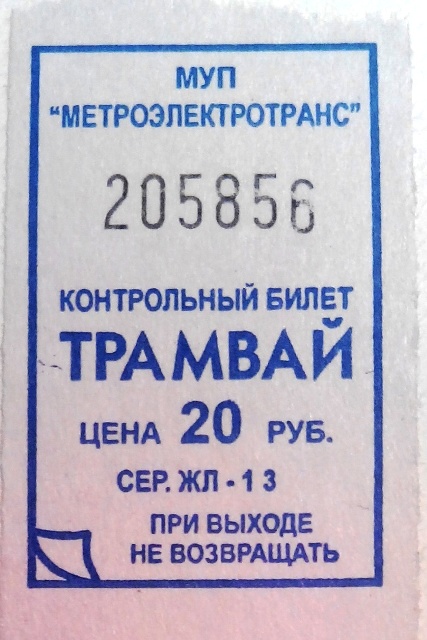 МУП
“МЕТРОЭЛЕКТРОТРАНС”
205856
КОНТРОЛЬНЫЙ БИЛЕТ
ТРАМВАЙ
ЦЕНА 20 РУБ.
СЕР. ЖЛ - 13
ПРИ ВЫХОДЕ
НЕ ВОЗВРАЩАТЬ